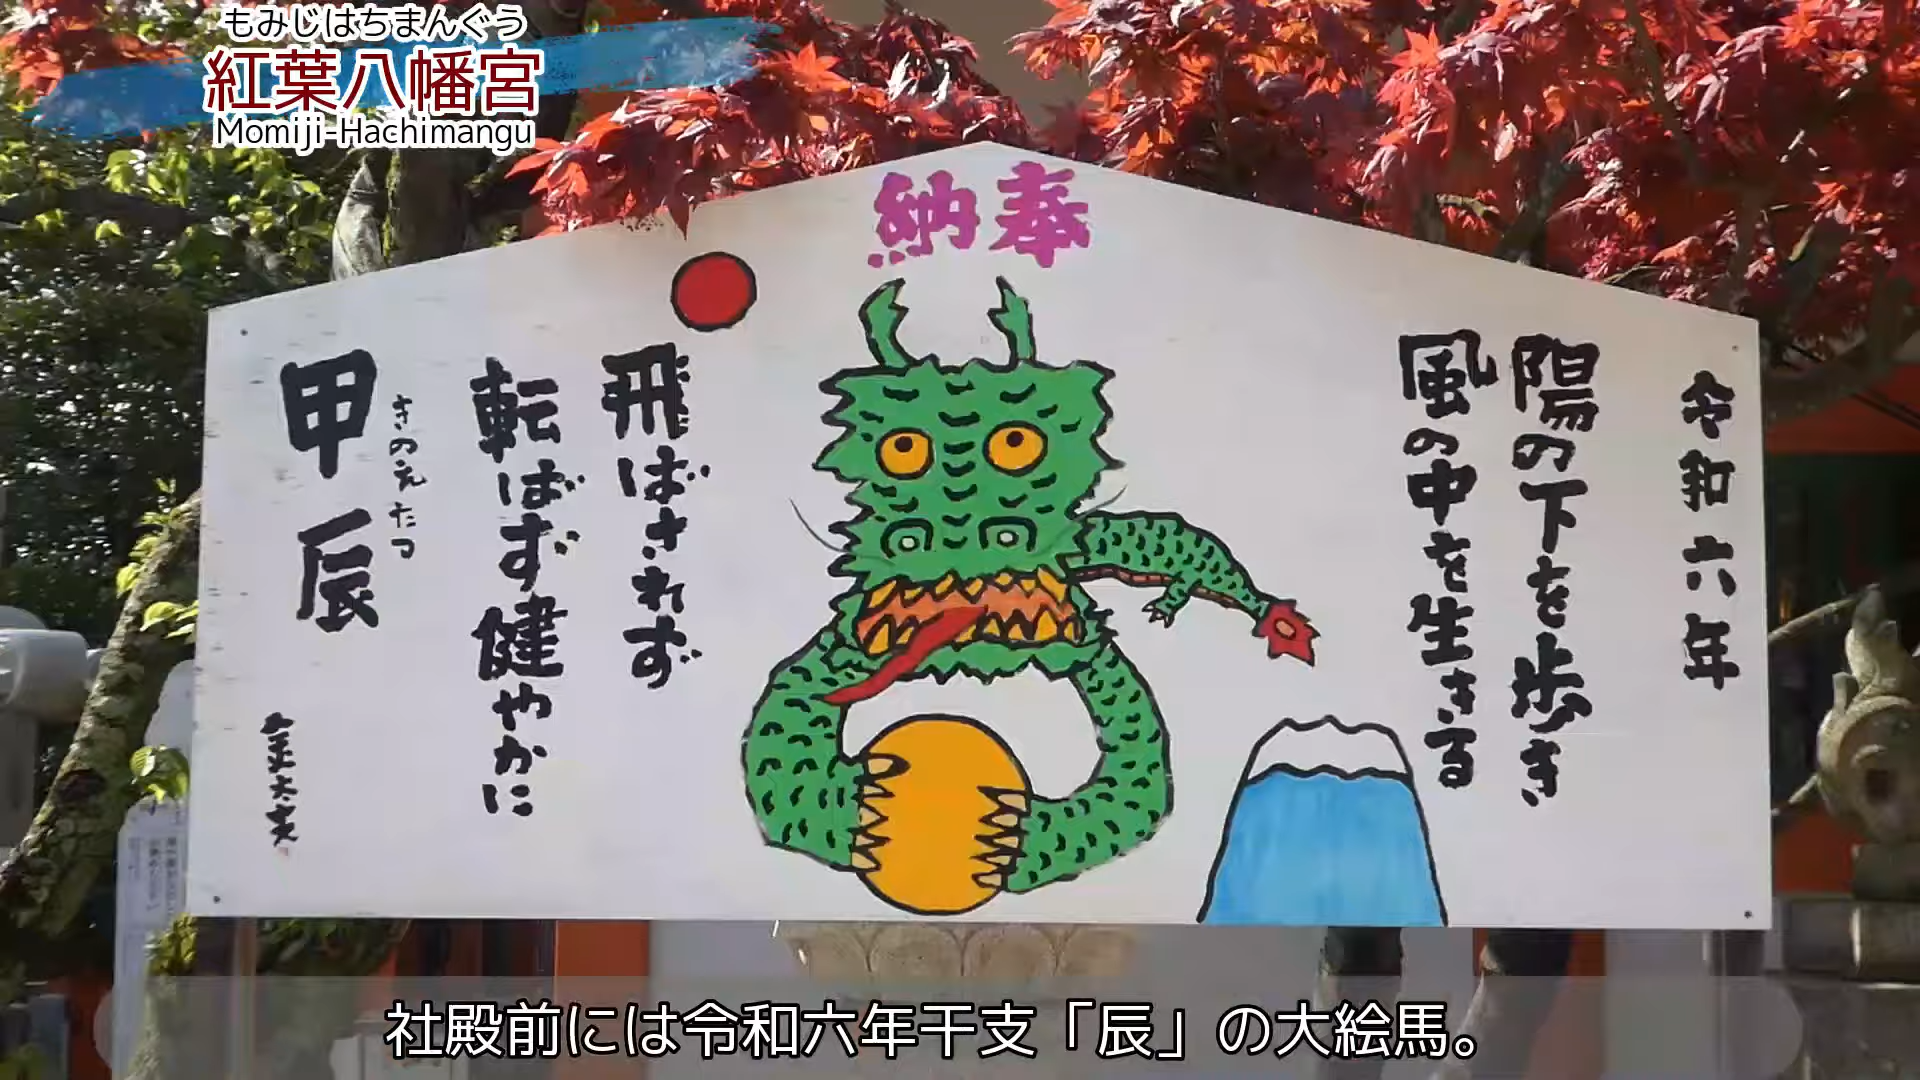 もみじはちまんぐう
紅葉八幡宮
Momiji-Hachimangu
奉納
令和六年
陽の下を歩き
風の中を生きる
飛ばされず
転ばず健やかに
きのえたつ
甲辰
社殿前には令和六年干支「辰」の大絵馬。